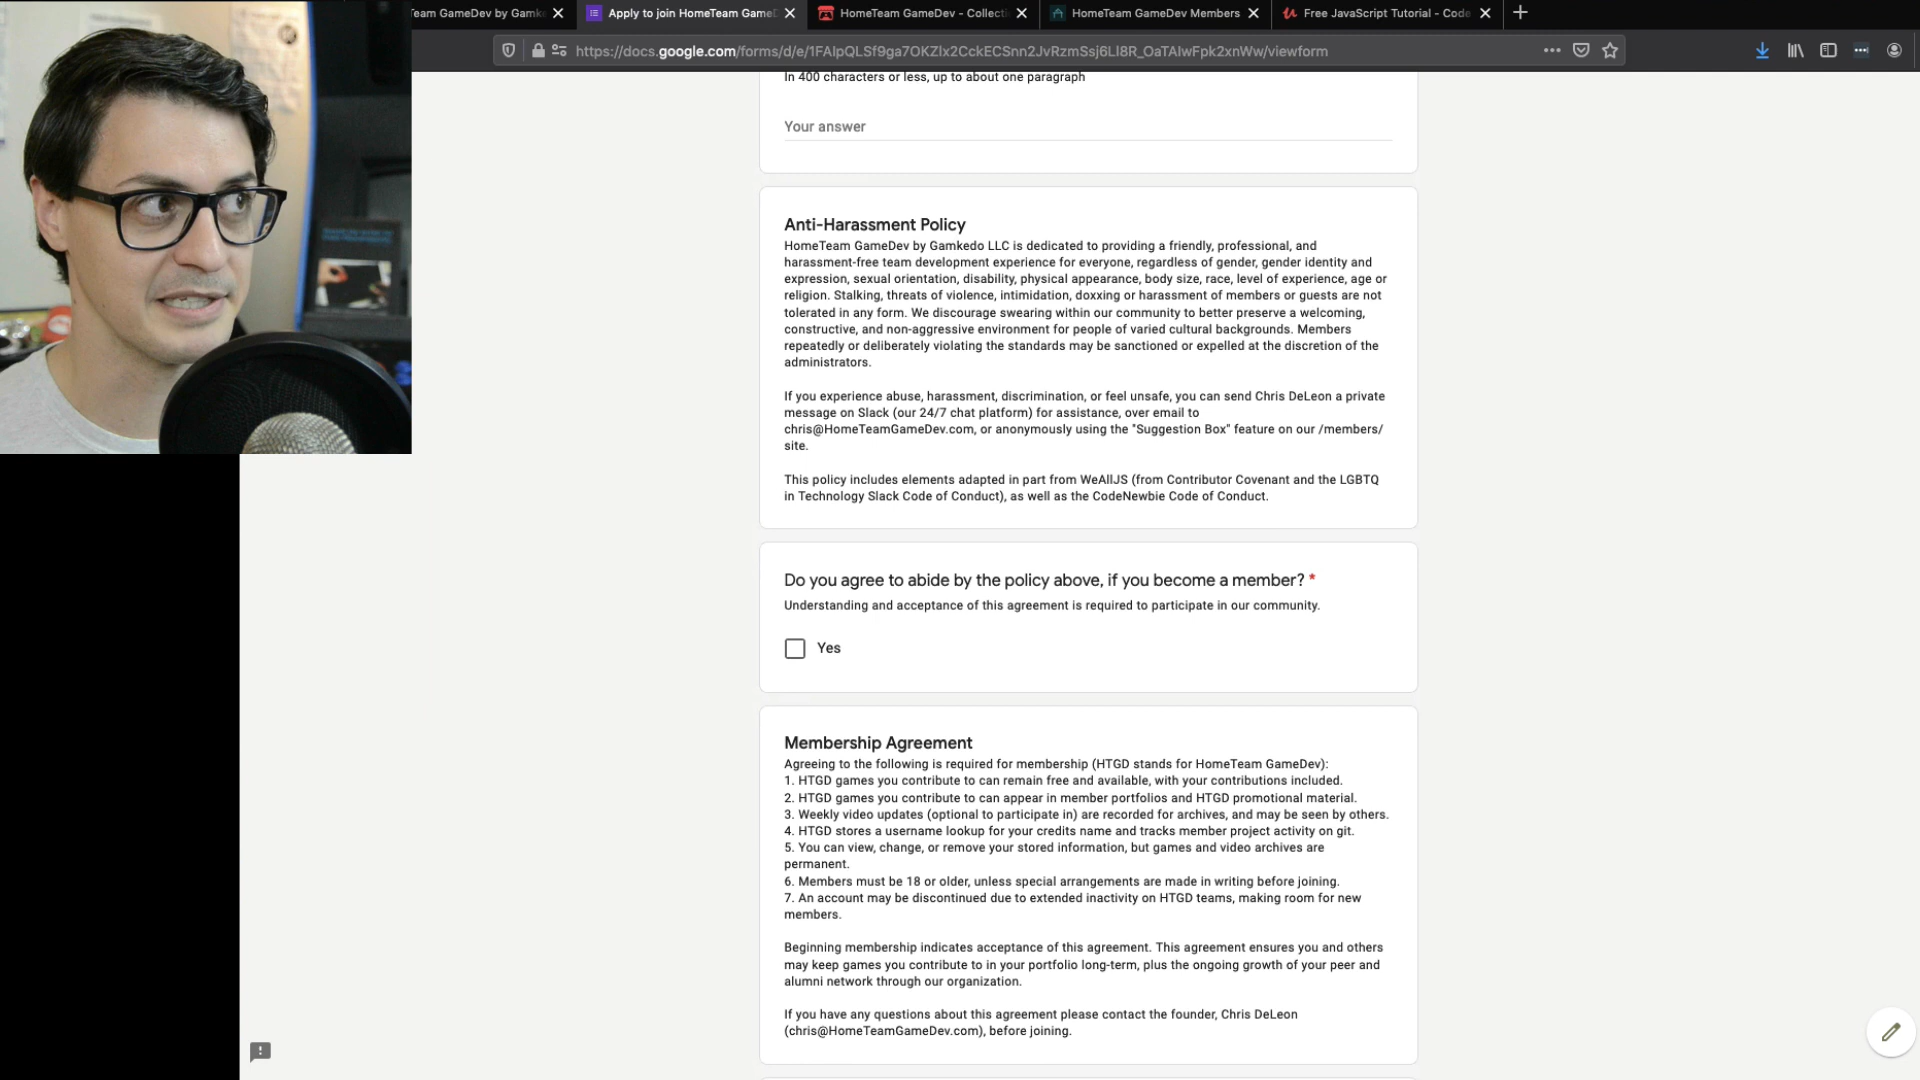 Team GameDev by Gamke
Apply to join HomeTeam GameD
HomeTeam GameDev - Collecti
HomeTeam GameDev Members
Free JavaScript Tutorial - Code
https://docs.google.com/forms/d/e/1FAIpQLSf9ga7OKZIx2CckECSnn2JvRzmSsj6LI8R_OaTAIwFpk2xnWw/viewform
In 400 characters or less, up to about one paragraph
Your answer
Anti-Harassment Policy
HomeTeam GameDev by Gamkedo LLC is dedicated to providing a friendly, professional, and
harassment-free team development experience for everyone, regardless of gender, gender identity and
expression, sexual orientation, disability, physical appearance, body size, race, level of experience, age or
religion. Stalking, threats of violence, intimidation, doxxing or harassment of members or guests are not
tolerated in any form. We discourage swearing within our community to better preserve a welcoming,
constructive, and non-aggressive environment for people of varied cultural backgrounds. Members
repeatedly or deliberately violating the standards may be sanctioned or expelled at the discretion of the
administrators.
If you experience abuse, harassment, discrimination, or feel unsafe, you can send Chris DeLeon a private
message on Slack (our 24/7 chat platform) for assistance, over email to
chris@HomeTeamGameDev.com, or anonymously using the "Suggestion Box" feature on our /members/
site.
This policy includes elements adapted in part from WeAllJS (from Contributor Covenant and the LGBTQ
in Technology Slack Code of Conduct), as well as the CodeNewbie Code of Conduct.
Do you agree to abide by the policy above, if you become a member? *
Understanding and acceptance of this agreement is required to participate in our community.
Yes
Membership Agreement
Agreeing to the following is required for membership (HTGD stands for HomeTeam GameDev):
1. HTGD games you contribute to can remain free and available, with your contributions included.
2. HTGD games you contribute to can appear in member portfolios and HTGD promotional material.
3. Weekly video updates (optional to participate in) are recorded for archives, and may be seen by others.
4. HTGD stores a username lookup for your credits name and tracks member project activity on git.
5. You can view, change, or remove your stored information, but games and video archives are
permanent.
6. Members must be 18 or older, unless special arrangements are made in writing before joining.
7. An account may be discontinued due to extended inactivity on HTGD teams, making room for new
members.
Beginning membership indicates acceptance of this agreement. This agreement ensures you and others
may keep games you contribute to in your portfolio long-term, plus the ongoing growth of your peer and
alumni network through our organization.
If you have any questions about this agreement please contact the founder, Chris DeLeon
(chris@HomeTeamGameDev.com), before joining.